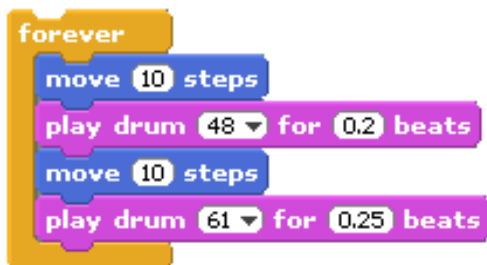 forever
move 10 steps
play drum 48 for 0.2 beats
move 10 steps
play drum 61 for 0.25 beats